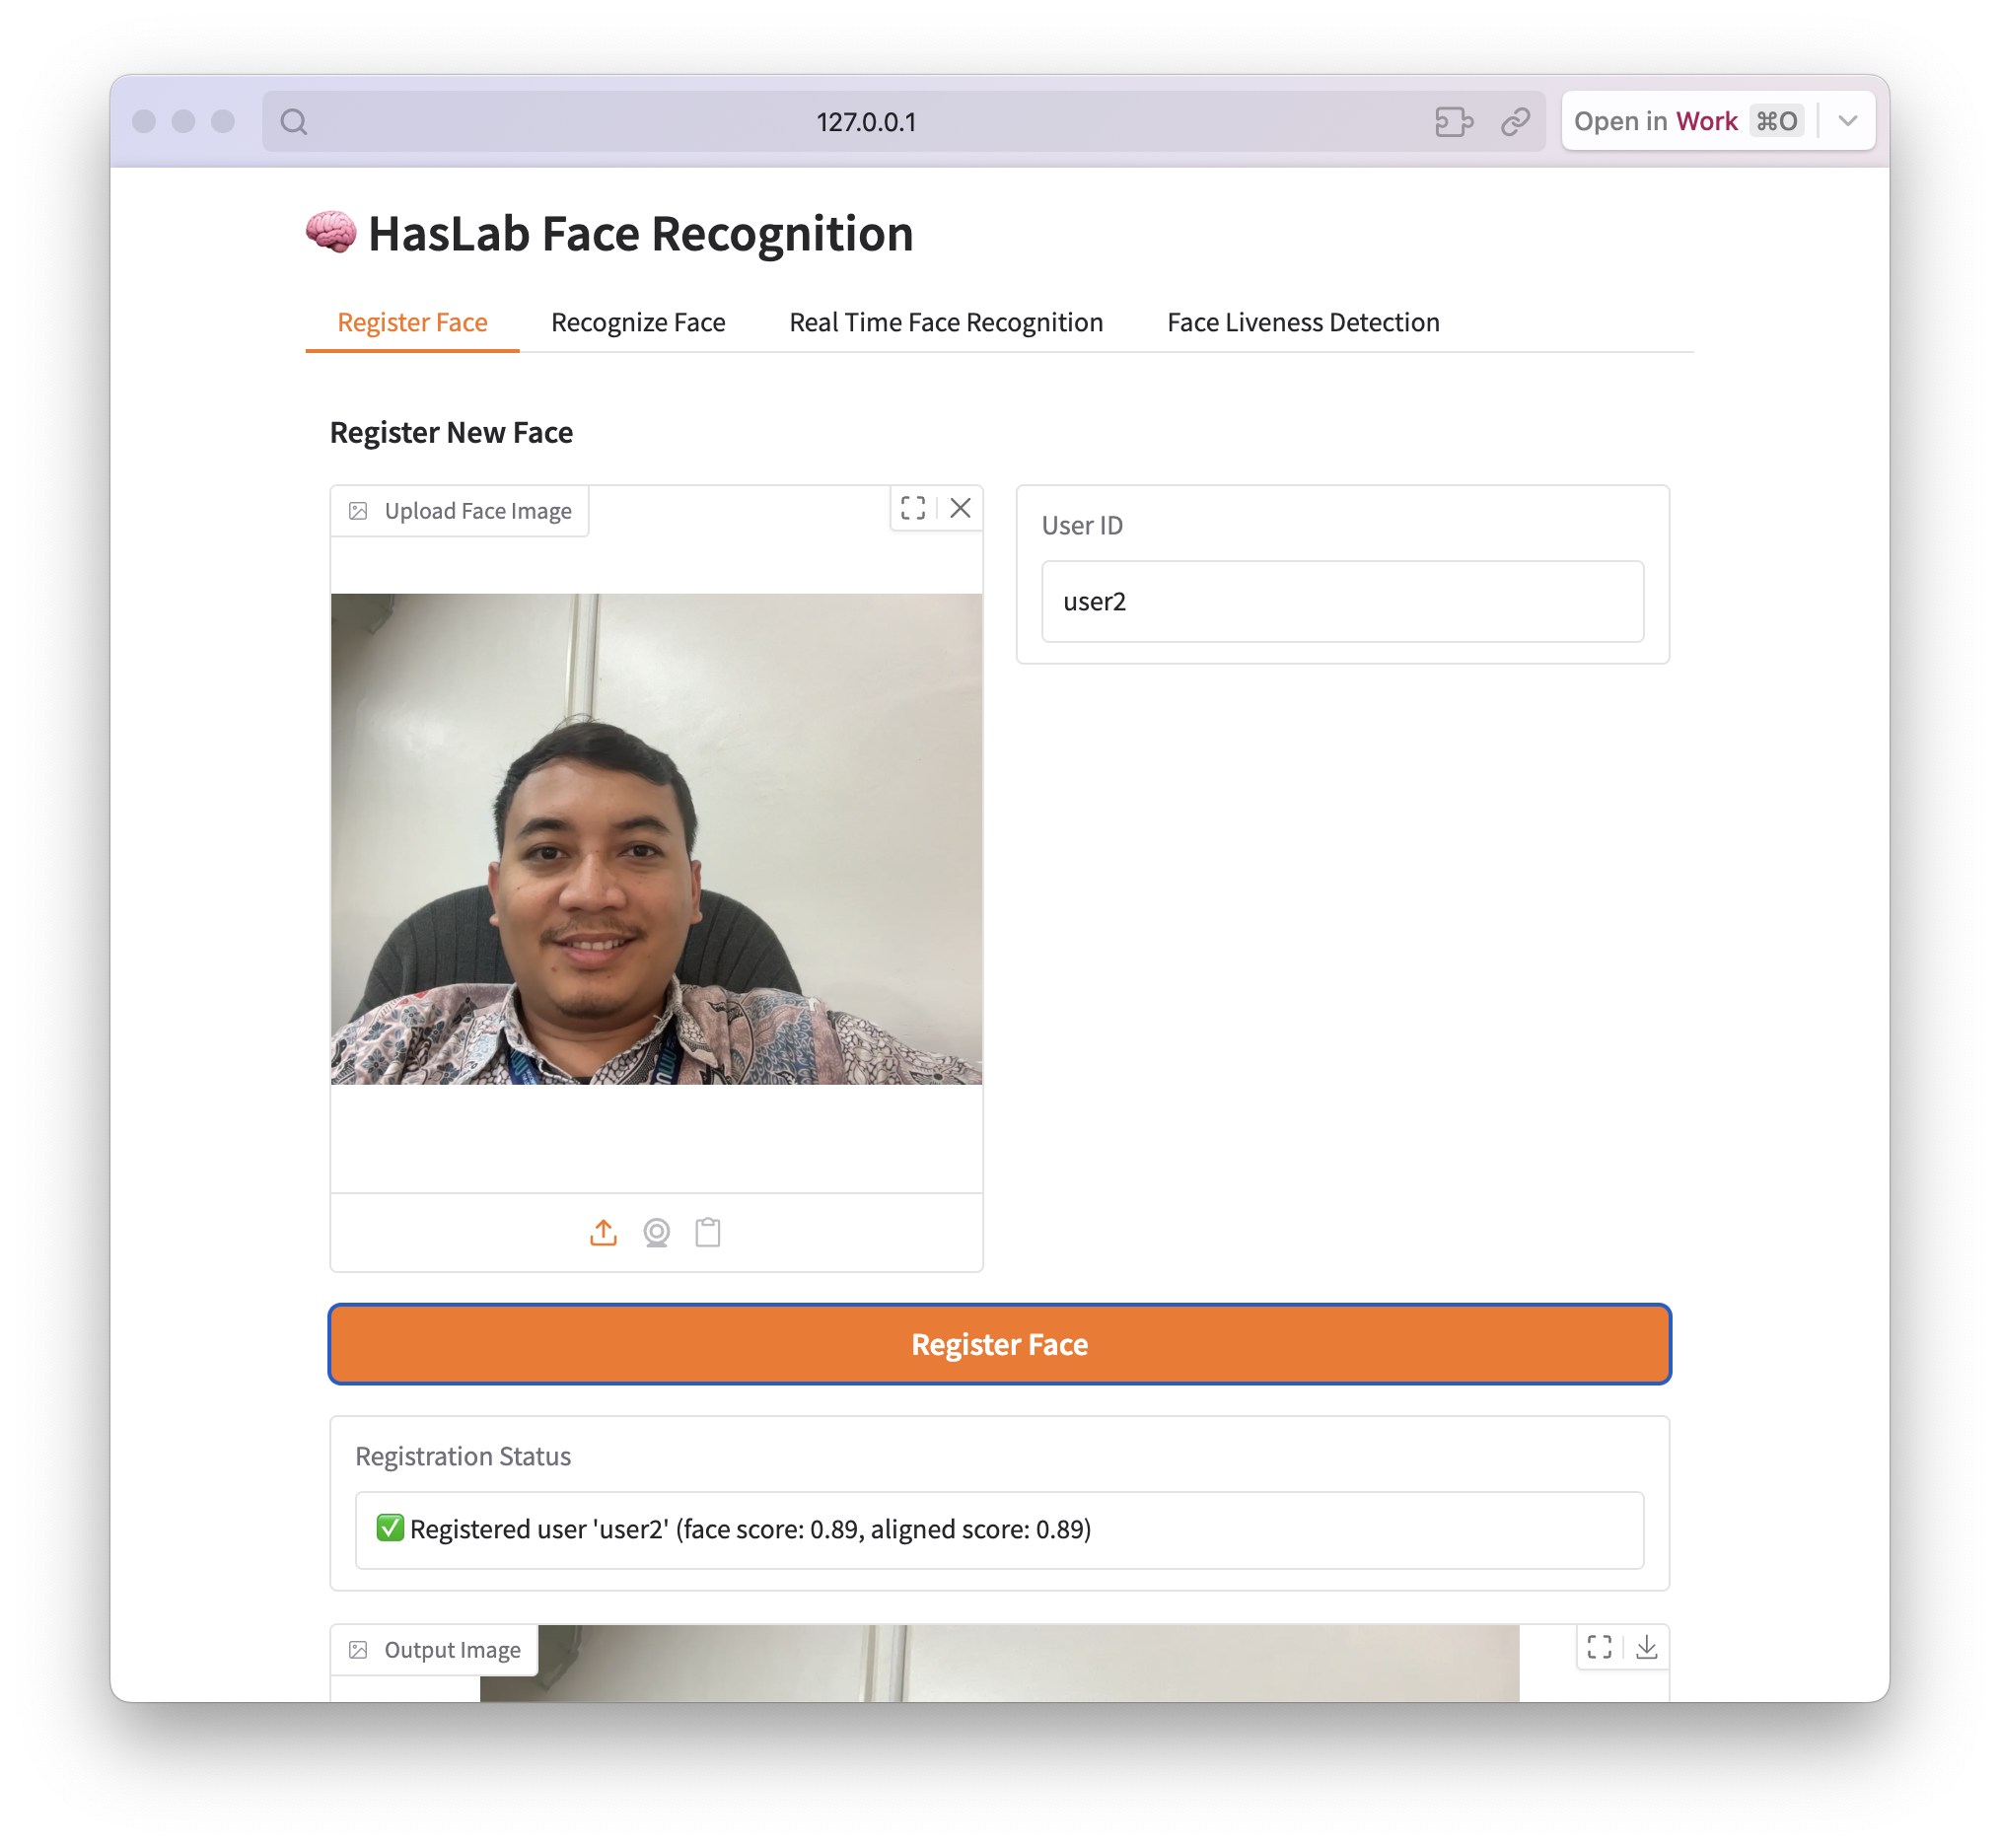 127.0.0.1
Open in Work ⌘O
🧠 HasLab Face Recognition
Register Face
Recognize Face
Real Time Face Recognition
Face Liveness Detection
Register New Face
Upload Face Image
User ID
user2
Register Face
Registration Status
✅ Registered user 'user2' (face score: 0.89, aligned score: 0.89)
Output Image